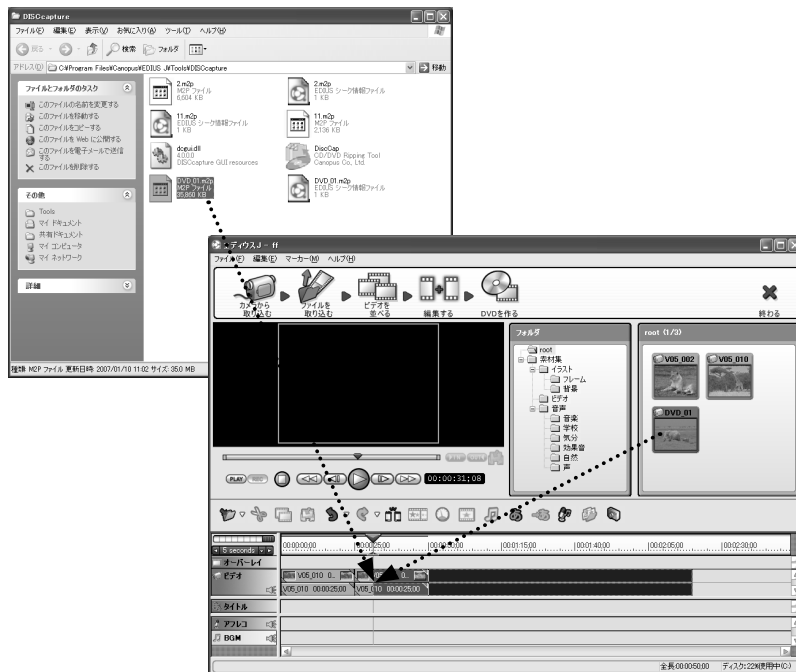 DISCcapture
ファイル(F) 編集(E) 表示(V) お気に入り(A) ツール(T) ヘルプ(H)
戻る 検索 フォルダ
アドレス(D) C:¥Program Files¥Canopus¥EDIUS J¥Tools¥DISCcapture 移動
ファイルとフォルダのタスク
このファイルの名前を変更する
このファイルを移動する
このファイルをコピーする
このファイルを Web に公開する
このファイルを電子メールで送信する
このファイルを削除する
その他
Tools
マイ ドキュメント
共有ドキュメント
マイ コンピュータ
マイ ネットワーク
詳細
2.m2p
M2P ファイル
6,604 KB
2.m2p
EDIUS シーク情報ファイル
1 KB
11.m2p
EDIUS シーク情報ファイル
1 KB
11.m2p
M2P ファイル
2,136 KB
dcgui.dll
4.0.0.0
DISCcapture GUI resources
DiscCap
CD/DVD Ripping Tool
Canopus Co, Ltd.
DVD_01.m2p
M2P ファイル
35,860 KB
DVD_01.m2p
EDIUS シーク情報ファイル
1 KB
種類: M2P ファイル 更新日時: 2007/01/10 11:02 サイズ: 35.0 MB
ディウスJ - ff
ファイル(F) 編集(E) マーカー(M) ヘルプ(H)
カメラから取り込む
ファイルを取り込む
ビデオを並べる
編集する
DVDを作る
終わる
フォルダ
root
素材集
イラスト
フレーム
背景
ビデオ
音声
音楽
学校
気分
効果音
自然
声
root (1/3)
V05_002 V05_010
DVD_01
PLAY
00:00:31;08
5 seconds
00:00:00;00 00:00:25;00 00:00:50;00 00:01:15;00 00:01:40;00 00:02:05;00 00:02:30;00
オーバーレイ
ビデオ
V05_010 0..
V05_010 00:00:25;00 V05_010 00:00:25;00
タイトル
アフレコ
BGM
全長:00:00:50;00 ディスク:22%使用中(C:)